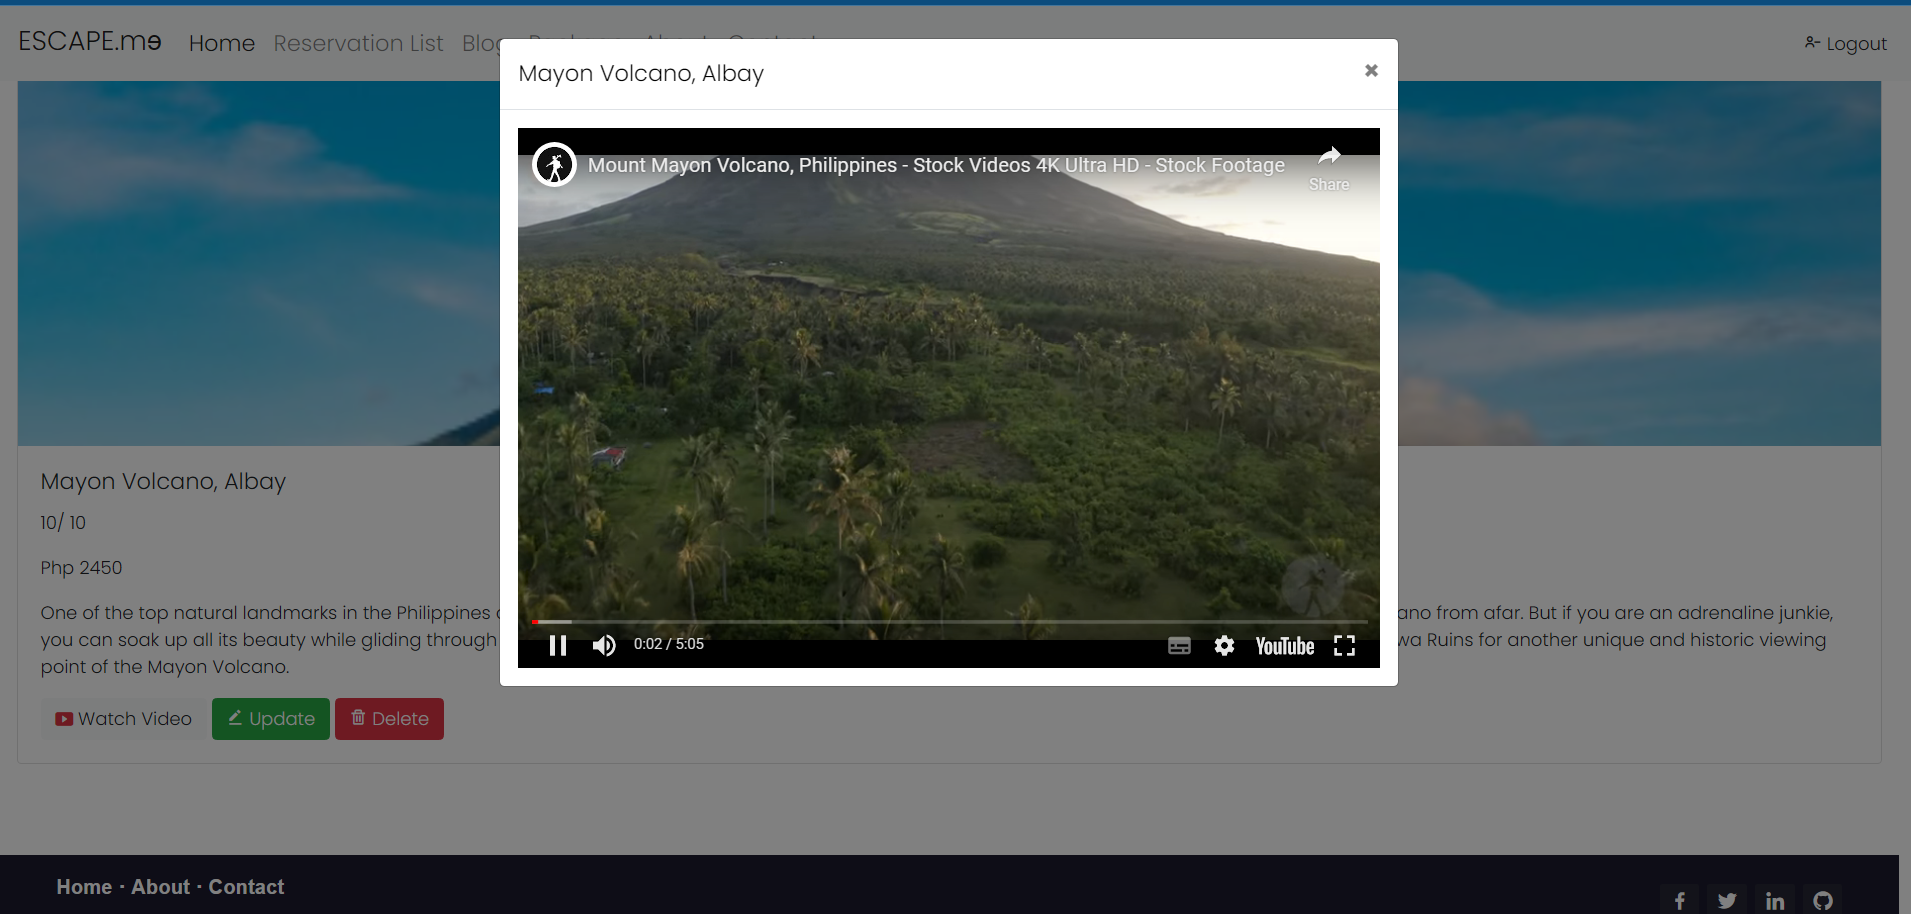 ESCAPE.me Home Reservation List Blog Packages About Contact Logout
Mayon Volcano, Albay
Mount Mayon Volcano, Philippines - Stock Videos 4K Ultra HD - Stock Footage
Share
0:02 / 5:05
YouTube
Mayon Volcano, Albay
10/ 10
Php 2450
One of the top natural landmarks in the Philippines ano from afar. But if you are an adrenaline junkie,
you can soak up all its beauty while gliding through wa Ruins for another unique and historic viewing
point of the Mayon Volcano.
Watch Video Update Delete
Home · About · Contact